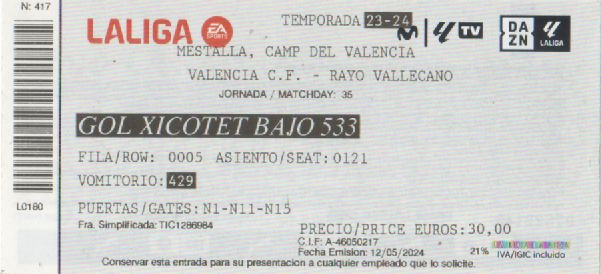 N: 417
TEMPORADA 23-24
LALIGA EA SPORTS
M LTV DAZN LALIGA
MESTALLA, CAMP DEL VALENCIA
VALENCIA C.F. - RAYO VALLECANO
JORNADA / MATCHDAY: 35
GOL XICOTET BAJO 533
FILA/ROW: 0005 ASIENTO/SEAT:0121
VOMITORIO:429
L0180
PUERTAS/GATES: N1-N11-N15
Fra. Simplificada: TIC1286984
PRECIO/PRICE EUROS:30,00
C.I.F: A-46050217
Fecha Emision: 12/05/2024
21% IVA/IGIC incluido
Conservar esta entrada para su presentacion a cualquier empleado que lo solicite.